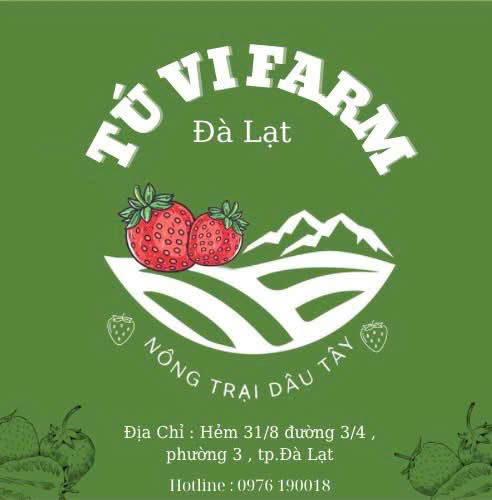 TÚ VI FARM
Đà Lạt
NÔNG TRẠI DÂU TÂY
Địa Chỉ : Hẻm 31/8 đường 3/4 ,
phường 3 , tp.Đà Lạt
Hotline : 0976 190018